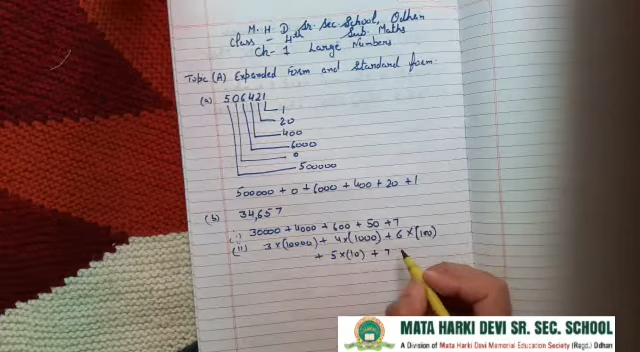 M. H. D Sr. Sec. School, Odhan
Class - 4th Sub. Maths
Ch- 1 Large Numbers
Topic (A) Expanded Form and Standard form.
(a) 506421
1
20
400
6000
0
500000
500000 + 0 + 6000 + 400 + 20 + 1
(b) 34,657
(i) 30000 + 4000 + 600 + 50 + 7
(ii) 3×(10000) + 4×(1000) + 6×(100)
+ 5×(10) + 7
MATA HARKI DEVI SR. SEC. SCHOOL
A Division of Mata Harki Devi Memorial Education Society (Regd.) Odhan